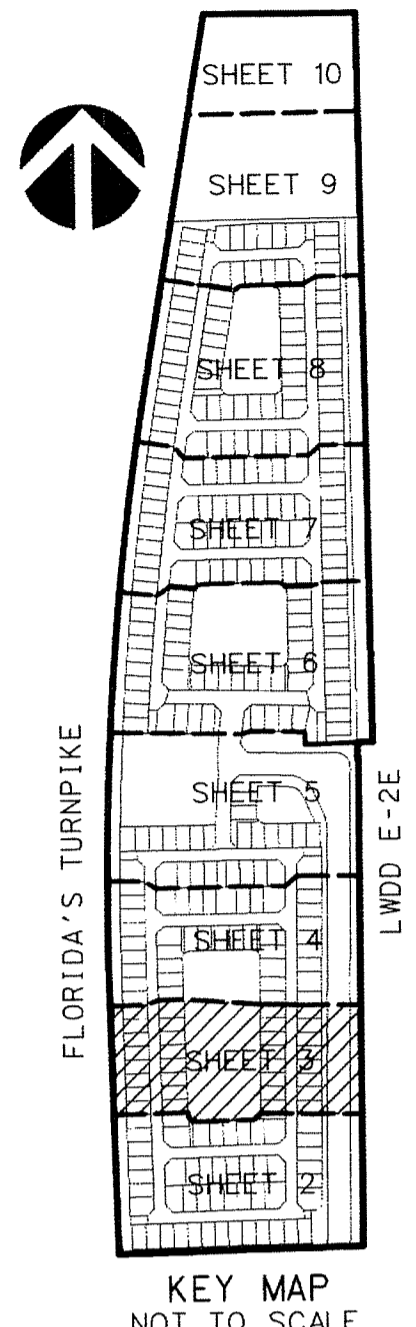 SHEET 10
SHEET 9
SHEET 8
SHEET 7
SHEET 6
SHEET 5
SHEET 4
SHEET 3
SHEET 2
FLORIDA'S TURNPIKE
LWDD E-2E
KEY MAP
NOT TO SCALE